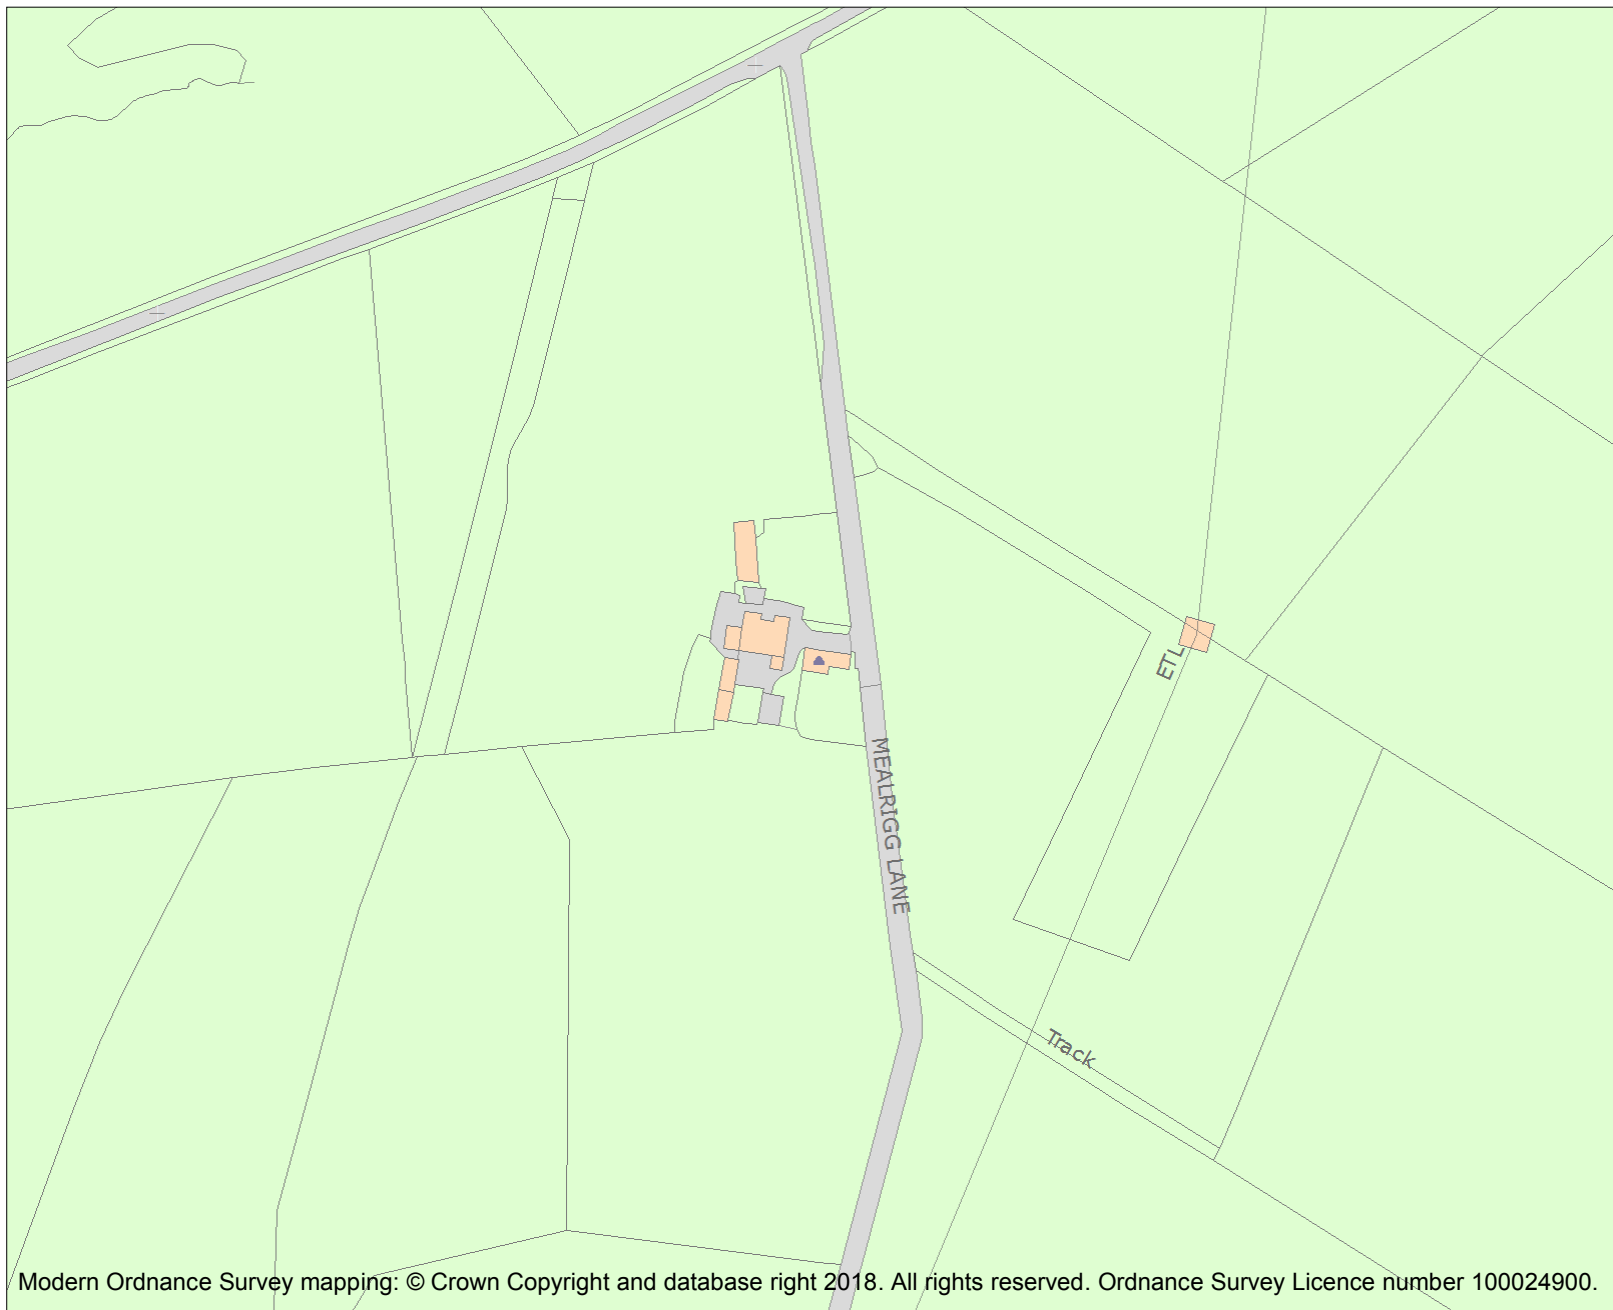 ETL
MEALRIGG LANE
Track
Modern Ordnance Survey mapping: © Crown Copyright and database right 2018. All rights reserved. Ordnance Survey Licence number 100024900.